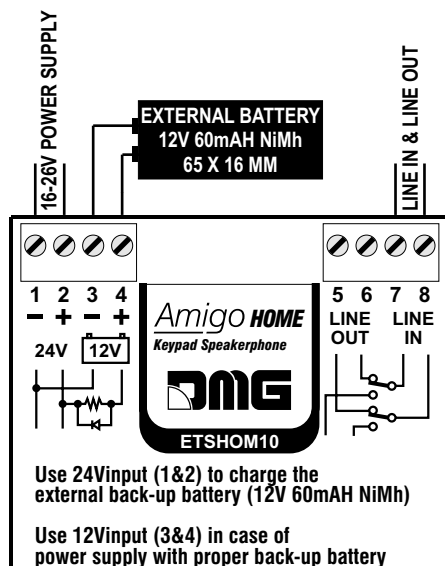 16-26V POWER SUPPLY
EXTERNAL BATTERY
12V 60mAH NiMh
65 X 16 MM
LINE IN & LINE OUT
1 2 3 4
− + − +
24V 12V
5 6 7 8
LINE LINE
OUT IN
Amigo HOME
Keypad Speakerphone
DMG
ETSHOM10
Use 24Vinput (1&2) to charge the
external back-up battery (12V 60mAH NiMh)
Use 12Vinput (3&4) in case of
power supply with proper back-up battery